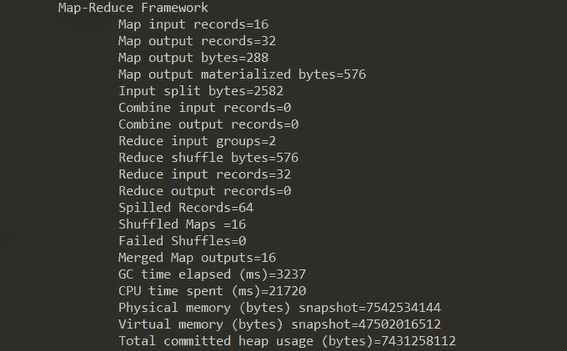 Map-Reduce Framework
Map input records=16
Map output records=32
Map output bytes=288
Map output materialized bytes=576
Input split bytes=2582
Combine input records=0
Combine output records=0
Reduce input groups=2
Reduce shuffle bytes=576
Reduce input records=32
Reduce output records=0
Spilled Records=64
Shuffled Maps =16
Failed Shuffles=0
Merged Map outputs=16
GC time elapsed (ms)=3237
CPU time spent (ms)=21720
Physical memory (bytes) snapshot=7542534144
Virtual memory (bytes) snapshot=47502016512
Total committed heap usage (bytes)=7431258112